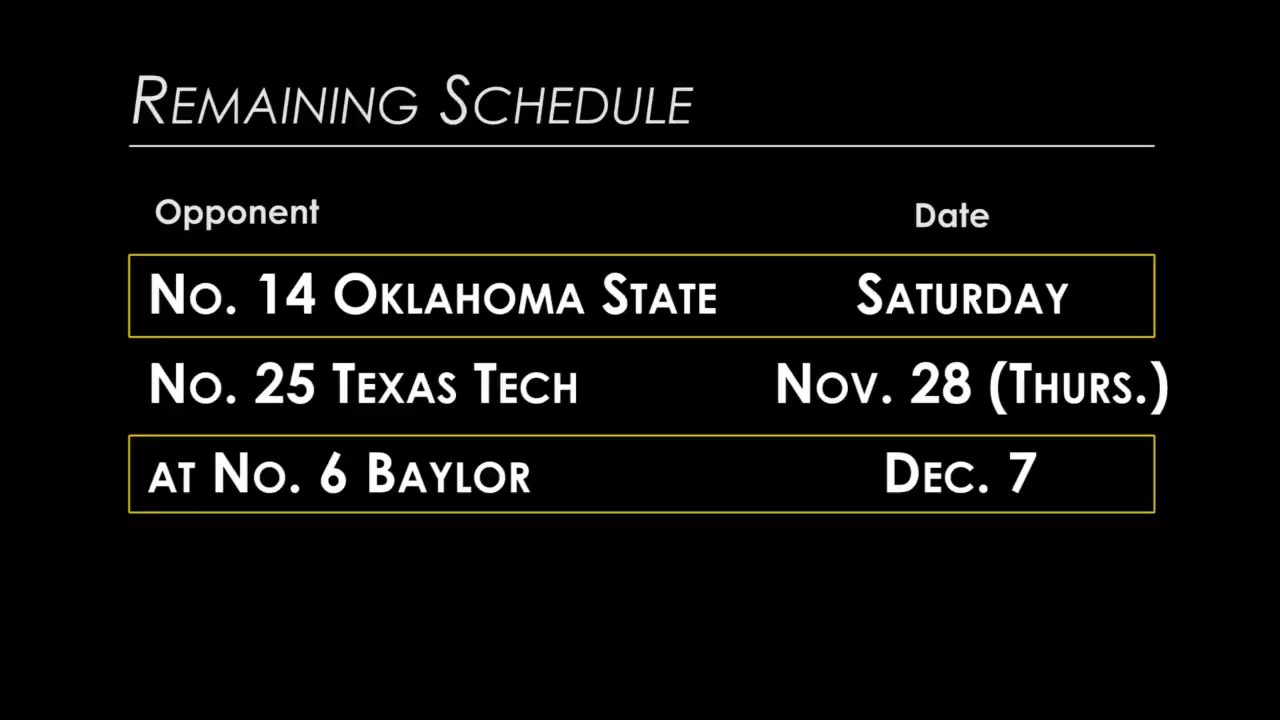 REMAINING SCHEDULE
Opponent Date
NO. 14 OKLAHOMA STATE SATURDAY
NO. 25 TEXAS TECH NOV. 28 (THURS.)
AT NO. 6 BAYLOR DEC. 7